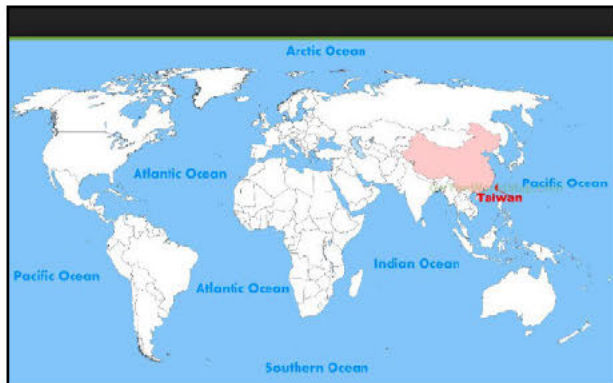 Arctic Ocean
Atlantic Ocean
Pacific Ocean
Taiwan
Pacific Ocean
Indian Ocean
Atlantic Ocean
Southern Ocean